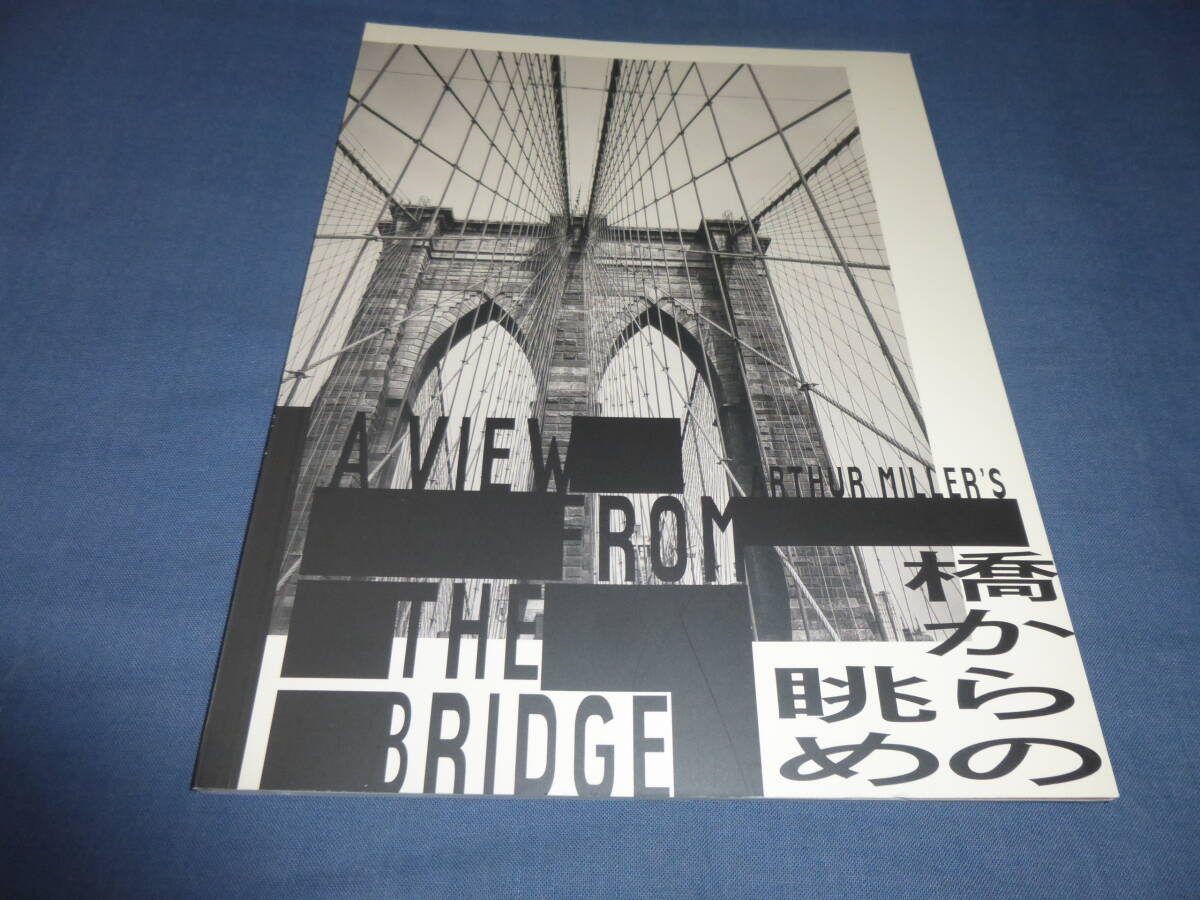 A VIEW
FROM
THE
BRIDGE
ARTHUR MILLER'S
橋からの
眺め